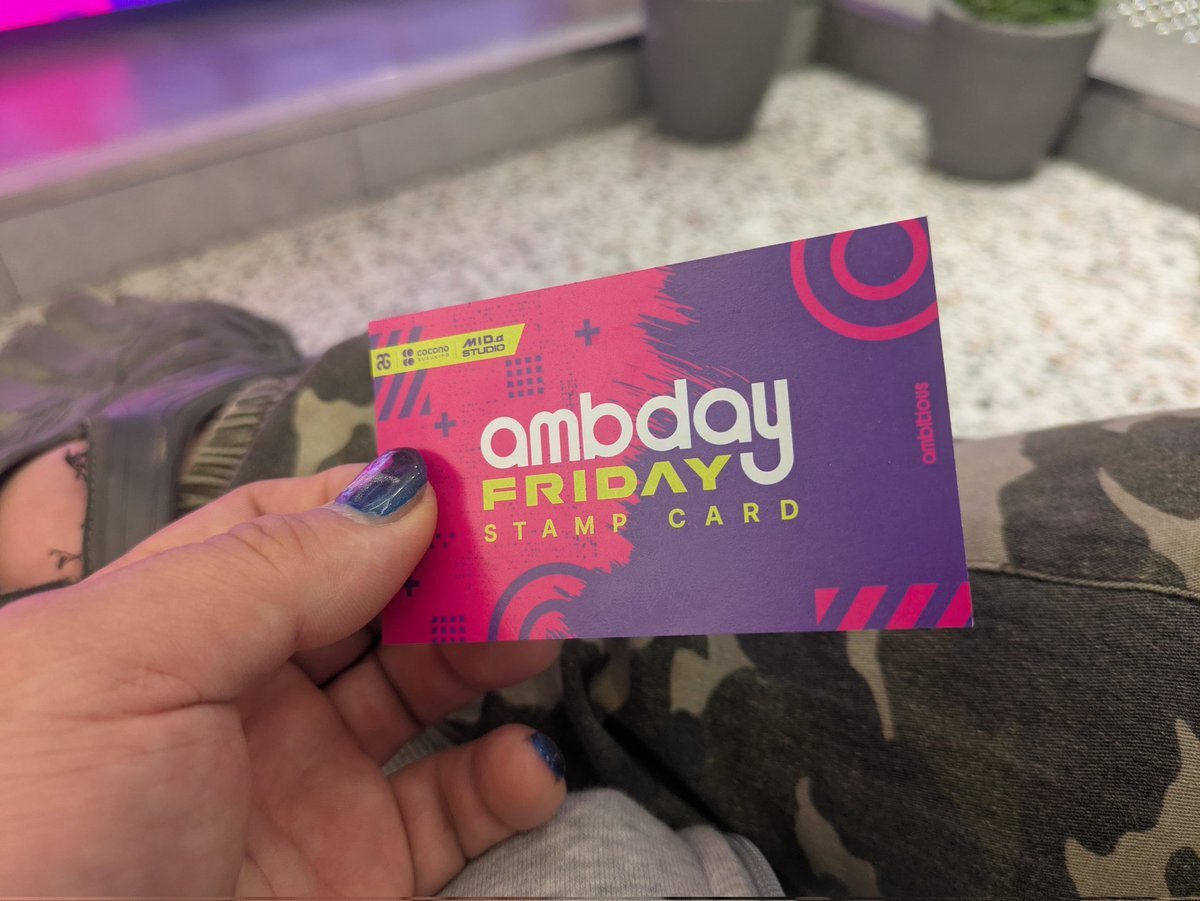 cocono
MID.α
STUDIO
ambday
FRIDAY
STAMP CARD
ambitious